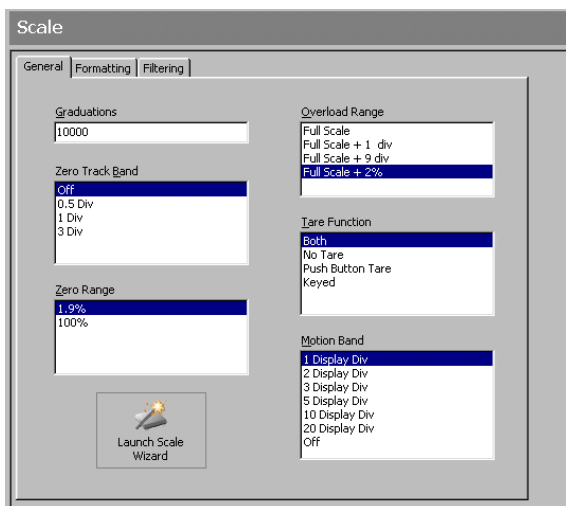 Scale
General
Formatting
Filtering
Graduations
10000
Zero Track Band
Off
0.5 Div
1 Div
3 Div
Zero Range
1.9%
100%
Launch Scale
Wizard
Overload Range
Full Scale
Full Scale + 1 div
Full Scale + 9 div
Full Scale + 2%
Tare Function
Both
No Tare
Push Button Tare
Keyed
Motion Band
1 Display Div
2 Display Div
3 Display Div
5 Display Div
10 Display Div
20 Display Div
Off